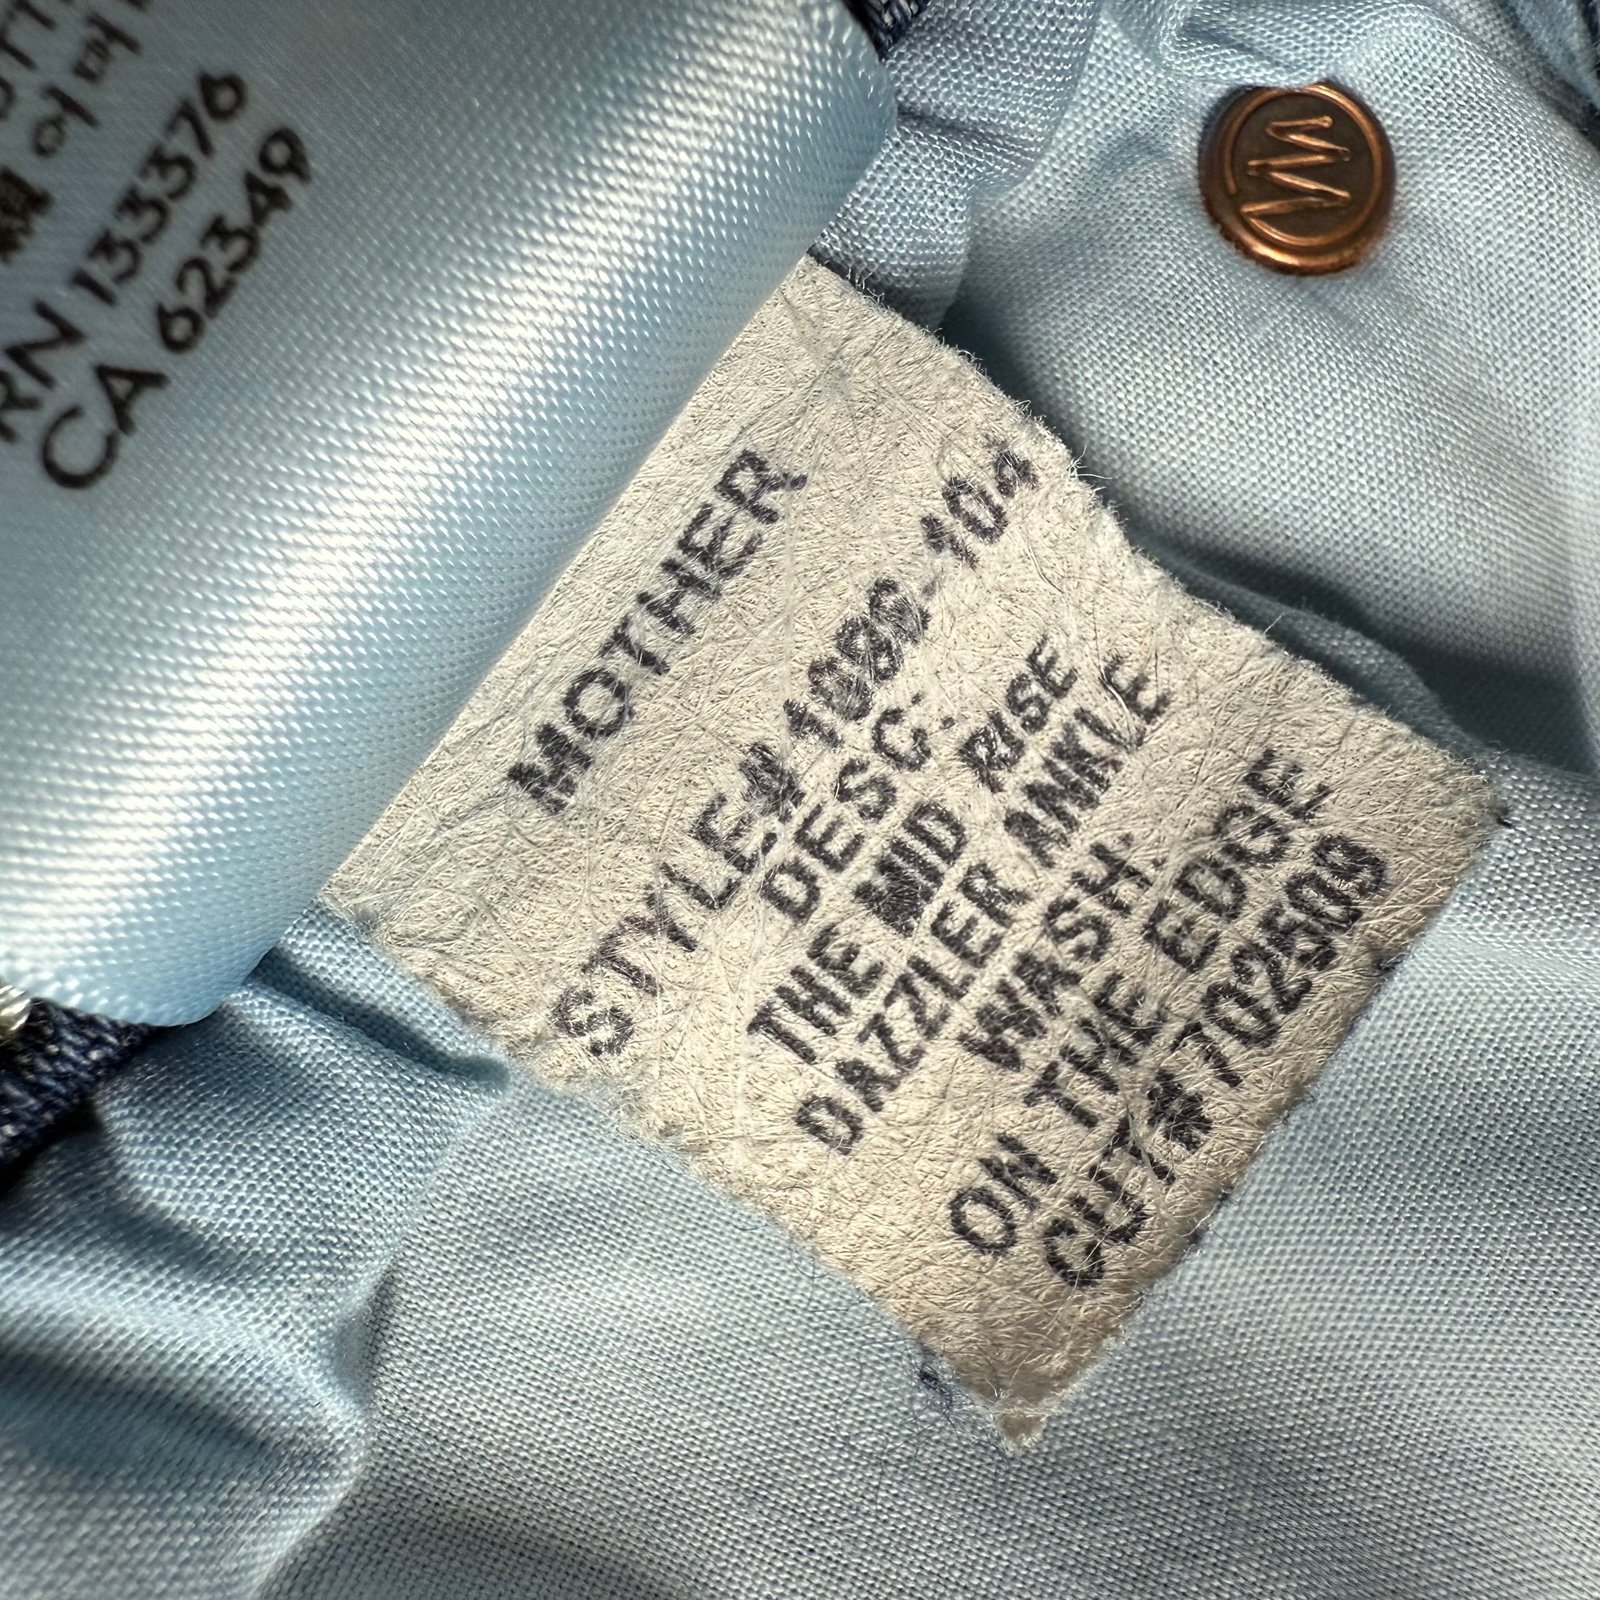 RN 133376
CA 62349
MOTHER
STYLE# 1088-104
DESC:
THE MID RISE
DAZZLER ANKLE
WASH:
ON THE EDGE
CUT# 702509
M